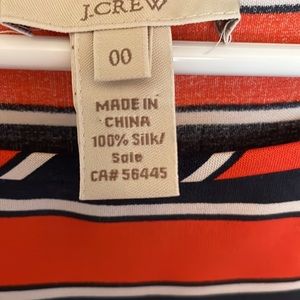 J.CREW
00
MADE IN
CHINA
100% Silk/
Soie
CA# 56445